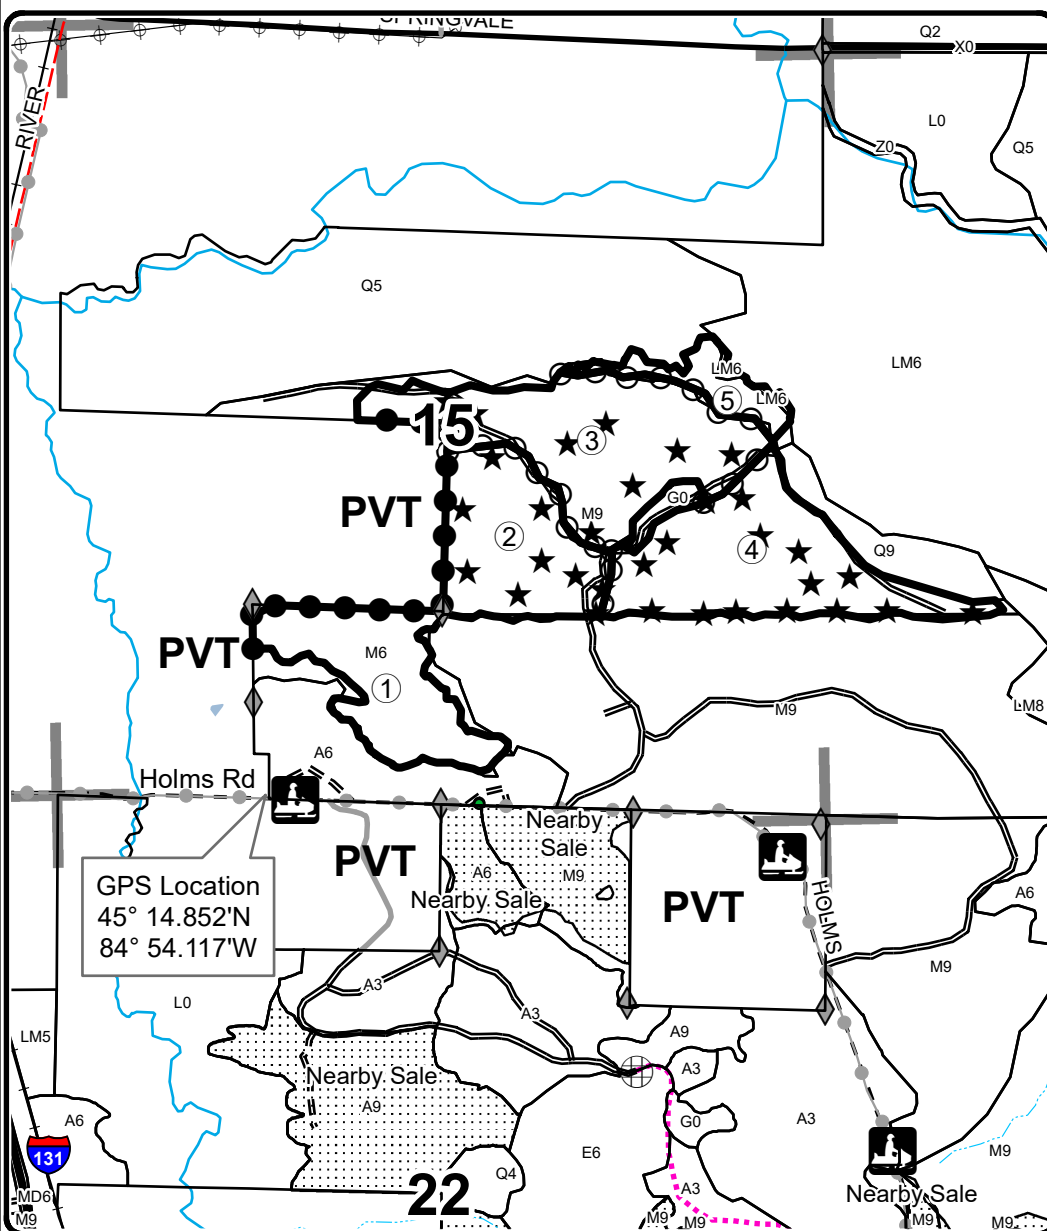 SPRINGVALE
Q2
X0
RIVER
L0
Z0
Q5
Q5
LM6
LM6
LM6
5
15
3
PVT
G0
M9
2
4
Q9
PVT
M6
1
LM8
M9
A6
Holms Rd
Nearby
Sale
PVT
A6
M9
GPS Location
45° 14.852'N
84° 54.117'W
Nearby Sale
PVT
HOLMS
A6
M9
A3
L0
A3
A9
LM5
A3
Nearby Sale
A9
A6
G0
A3
131
E6
M9
Q4
A3
MD6
22
Nearby Sale
M9
M9
M9
M9
M9